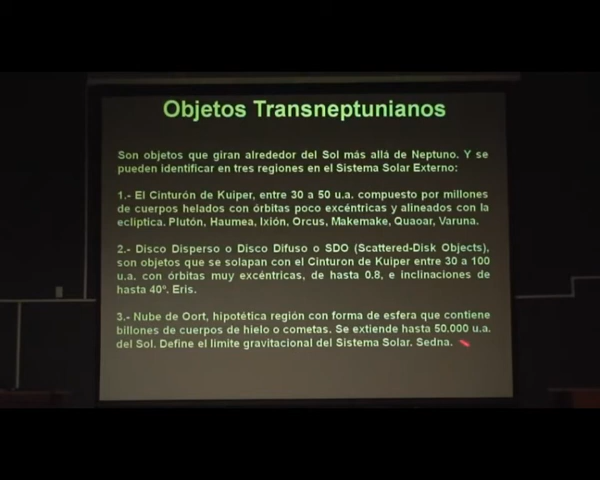 Objetos Transneptunianos
Son objetos que giran alrededor del Sol más allá de Neptuno. Y se
pueden identificar en tres regiones en el Sistema Solar Externo:
1.- El Cinturón de Kuiper, entre 30 a 50 u.a. compuesto por millones
de cuerpos helados con órbitas poco excéntricas y alineados con la
eclíptica. Plutón, Haumea, Ixión, Orcus, Makemake, Quaoar, Varuna.
2.- Disco Disperso o Disco Difuso o SDO (Scattered-Disk Objects),
son objetos que se solapan con el Cinturon de Kuiper entre 30 a 100
u.a. con órbitas muy excéntricas, de hasta 0.8, e inclinaciones de
hasta 40º. Eris.
3.- Nube de Oort, hipotética región con forma de esfera que contiene
billones de cuerpos de hielo o cometas. Se extiende hasta 50.000 u.a.
del Sol. Define el limite gravitacional del Sistema Solar. Sedna.